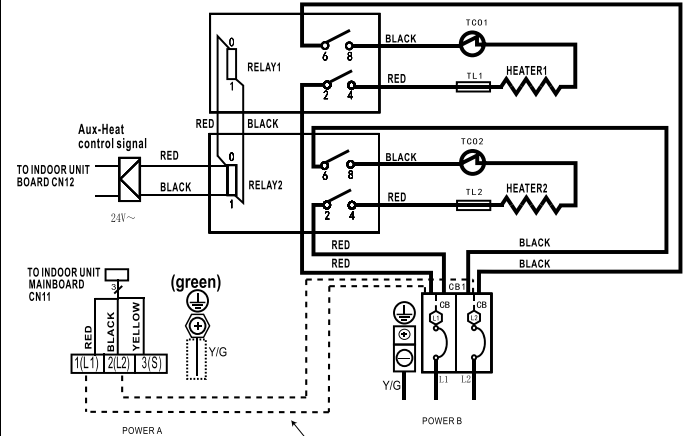 TCO1
0
BLACK
6 8
RELAY1
TL1
HEATER1
RED
1
2 4
RED
BLACK
Aux-Heat
control signal
TCO2
0
BLACK
RED
6 8
TO INDOOR UNIT
BOARD CN12
RELAY2
TL2
HEATER2
BLACK
RED
1
2 4
24V~
RED
BLACK
RED
BLACK
TO INDOOR UNIT
MAINBOARD
CN11
3
(green)
CB1
CB
CB
L1
L2
RED
BLACK
YELLOW
Y/G
1(L1)
2(L2)
3(S)
Y/G
L1
L2
POWER A
POWER B